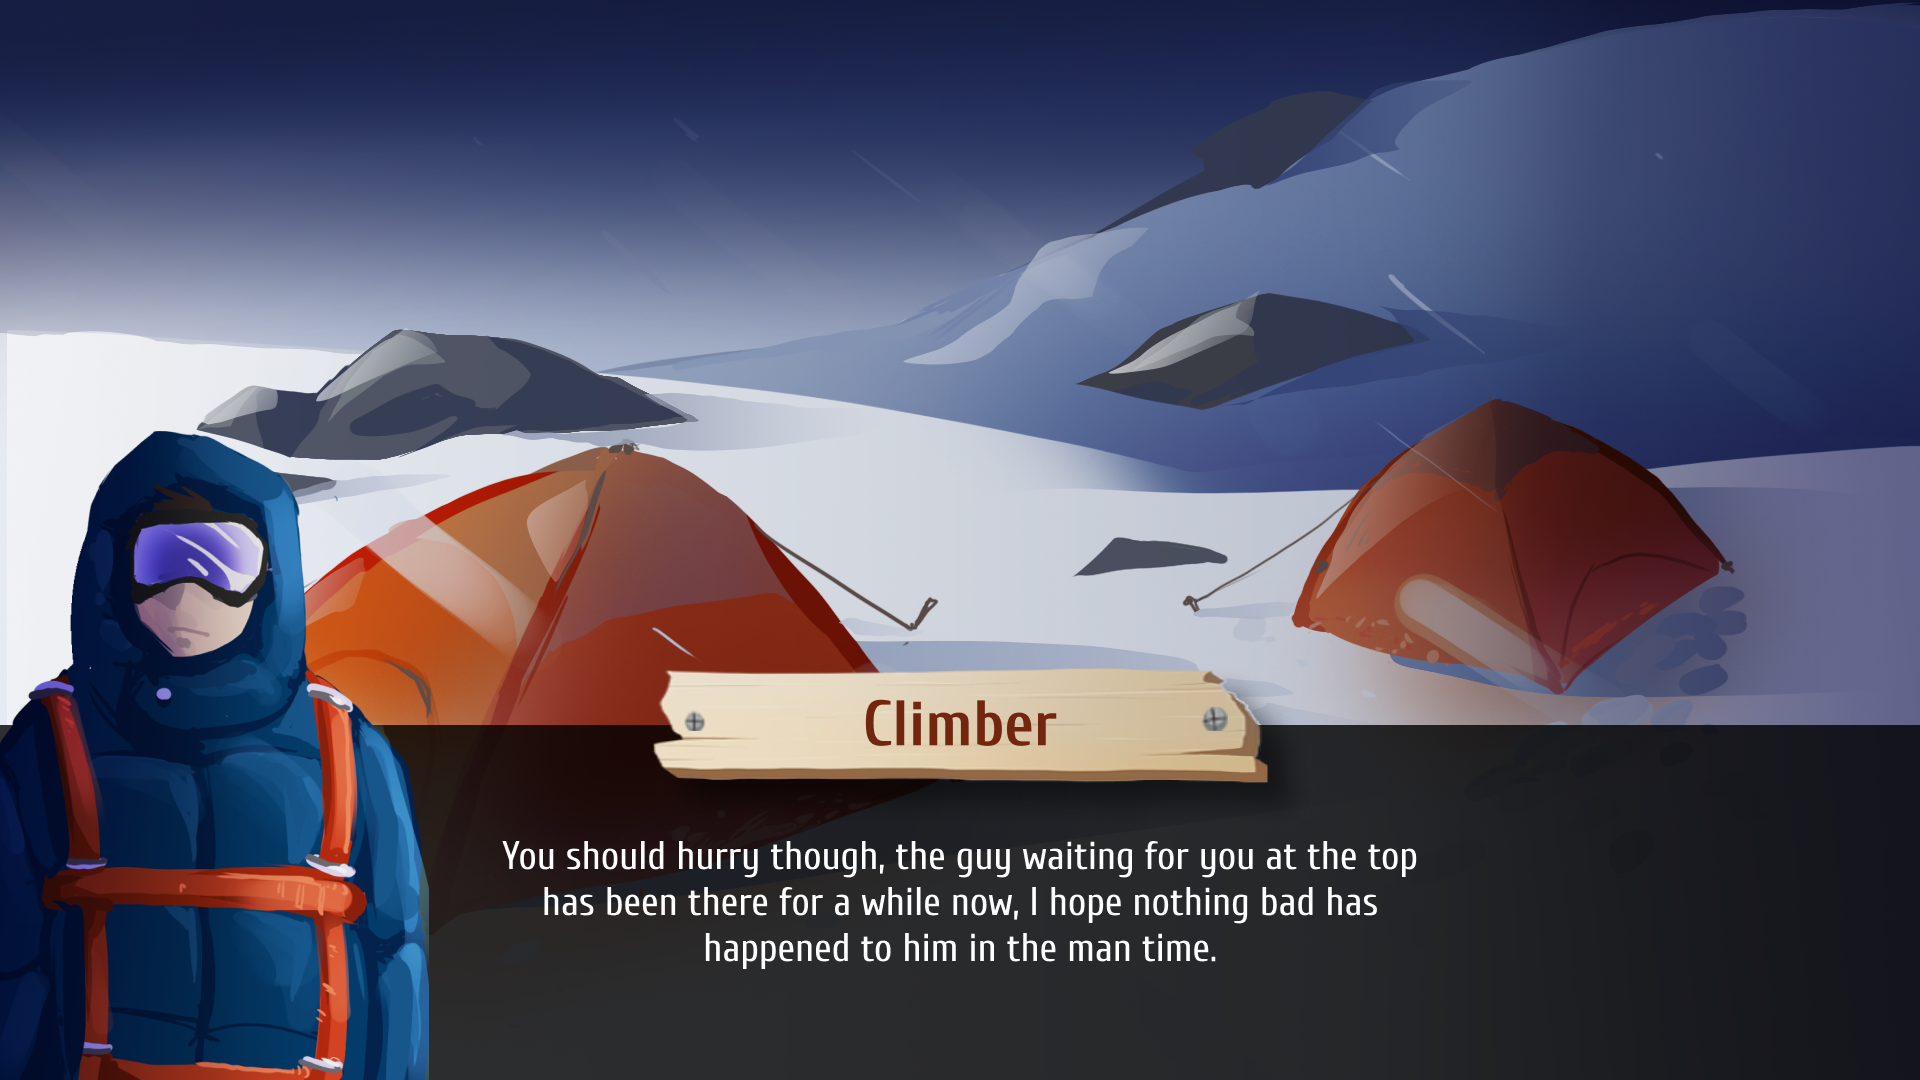 Climber
You should hurry though, the guy waiting for you at the top
has been there for a while now, I hope nothing bad has
happened to him in the man time.